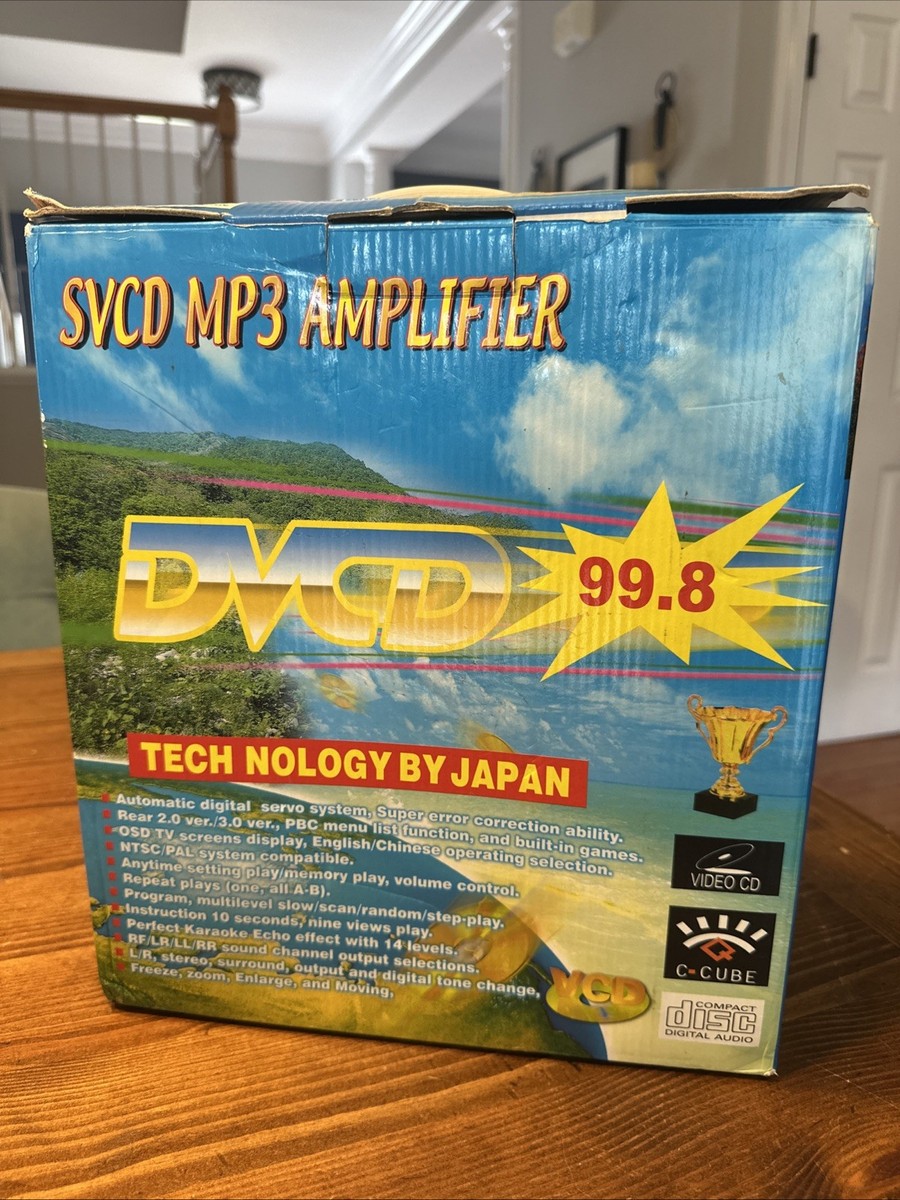 SVCD MP3 AMPLIFIER
DVCD
99.8
TECH NOLOGY BY JAPAN
Automatic digital servo system, Super error correction ability.
Rear 2.0 ver./3.0 ver., PBC menu list function, and built-in games.
OSD TV screens display, English/Chinese operating selection.
NTSC/PAL system compatible.
Anytime setting play/memory play, volume control.
Repeat plays (one, all A-B).
Program, multilevel slow/scan/random/step-play.
Instruction 10 seconds, nine views play.
Perfect Karaoke Echo effect with 14 levels.
RF/LR/LL/RR sound channel output selections.
L/R, stereo, surround, output and digital tone change,
Freeze, zoom, Enlarge, and Moving,
VCD
VIDEO CD
C-CUBE
COMPACT
disc
DIGITAL AUDIO